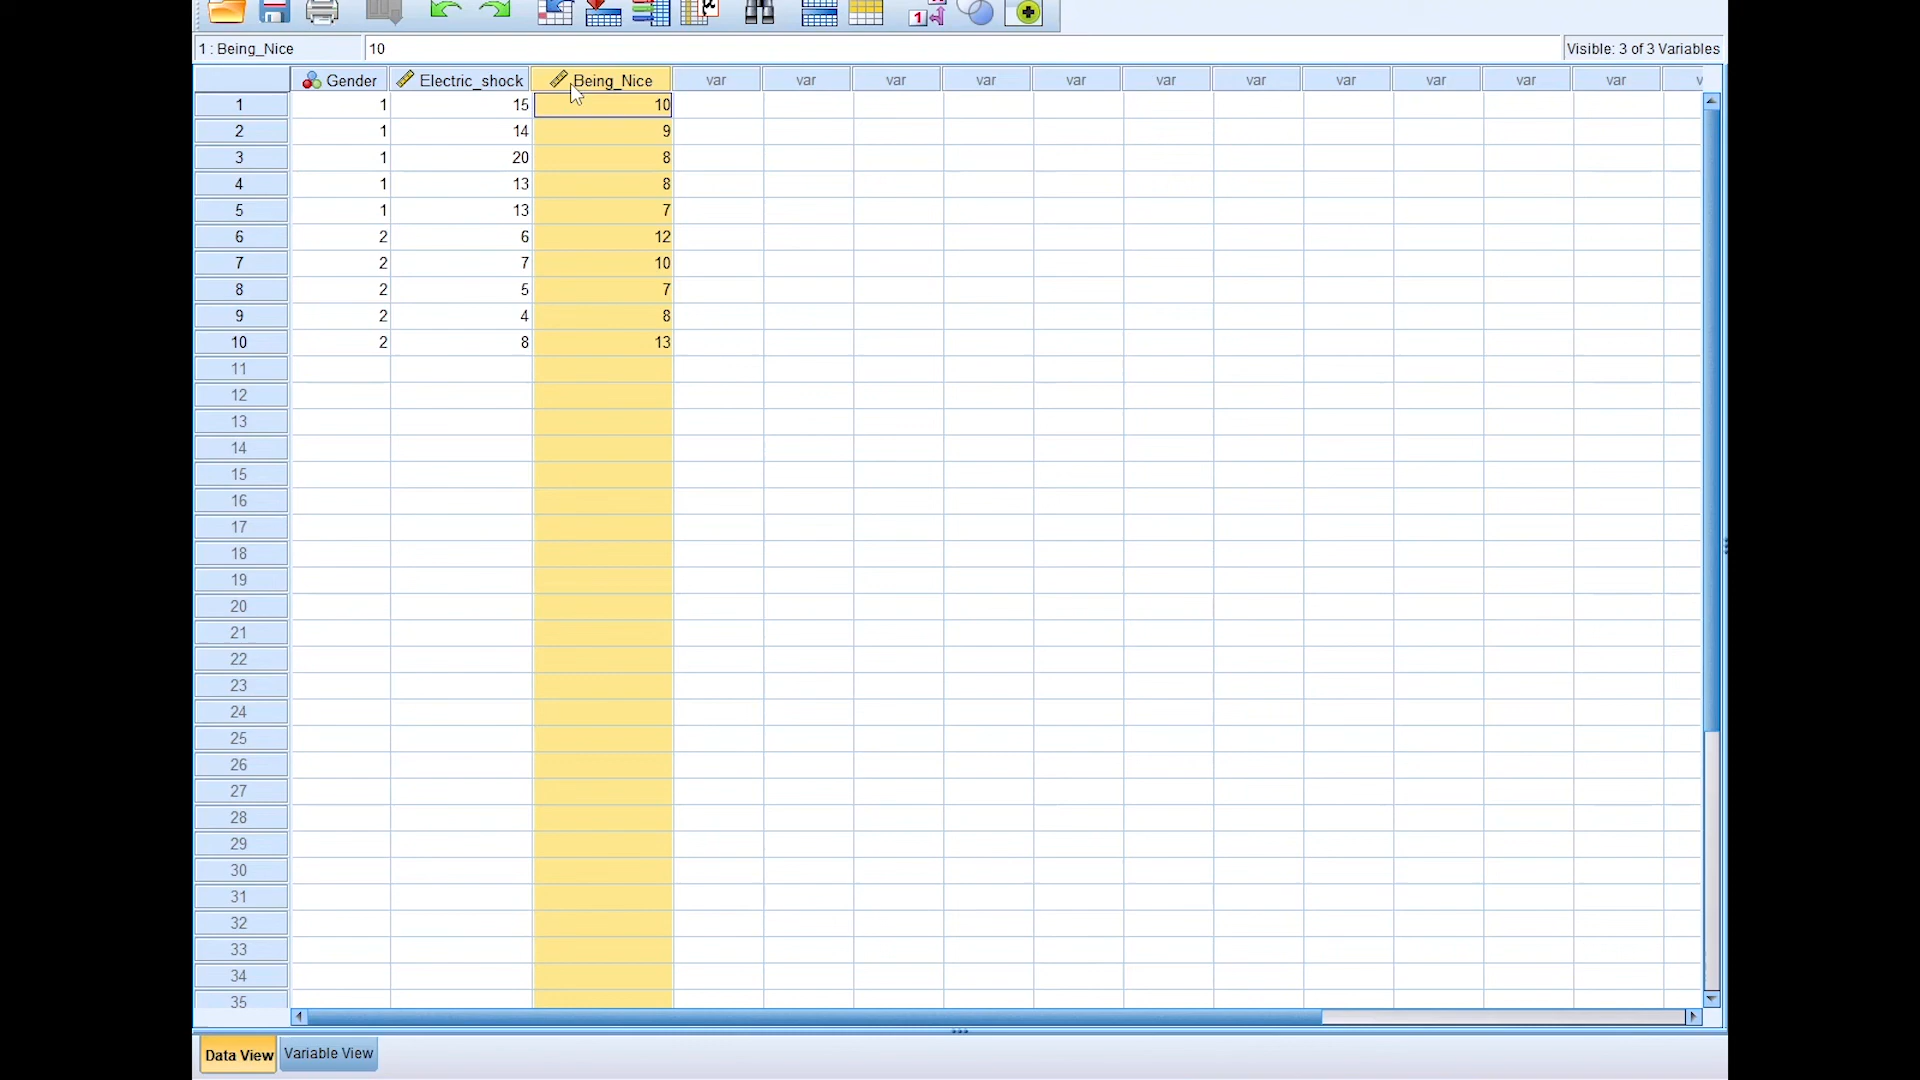 1 : Being_Nice 10 Visible: 3 of 3 Variables
Gender Electric_shock Being_Nice var var var var var var var var var var var
1 1 15 10
2 1 14 9
3 1 20 8
4 1 13 8
5 1 13 7
6 2 6 12
7 2 7 10
8 2 5 7
9 2 4 8
10 2 8 13
11
12
13
14
15
16
17
18
19
20
21
22
23
24
25
26
27
28
29
30
31
32
33
34
35
Data View Variable View